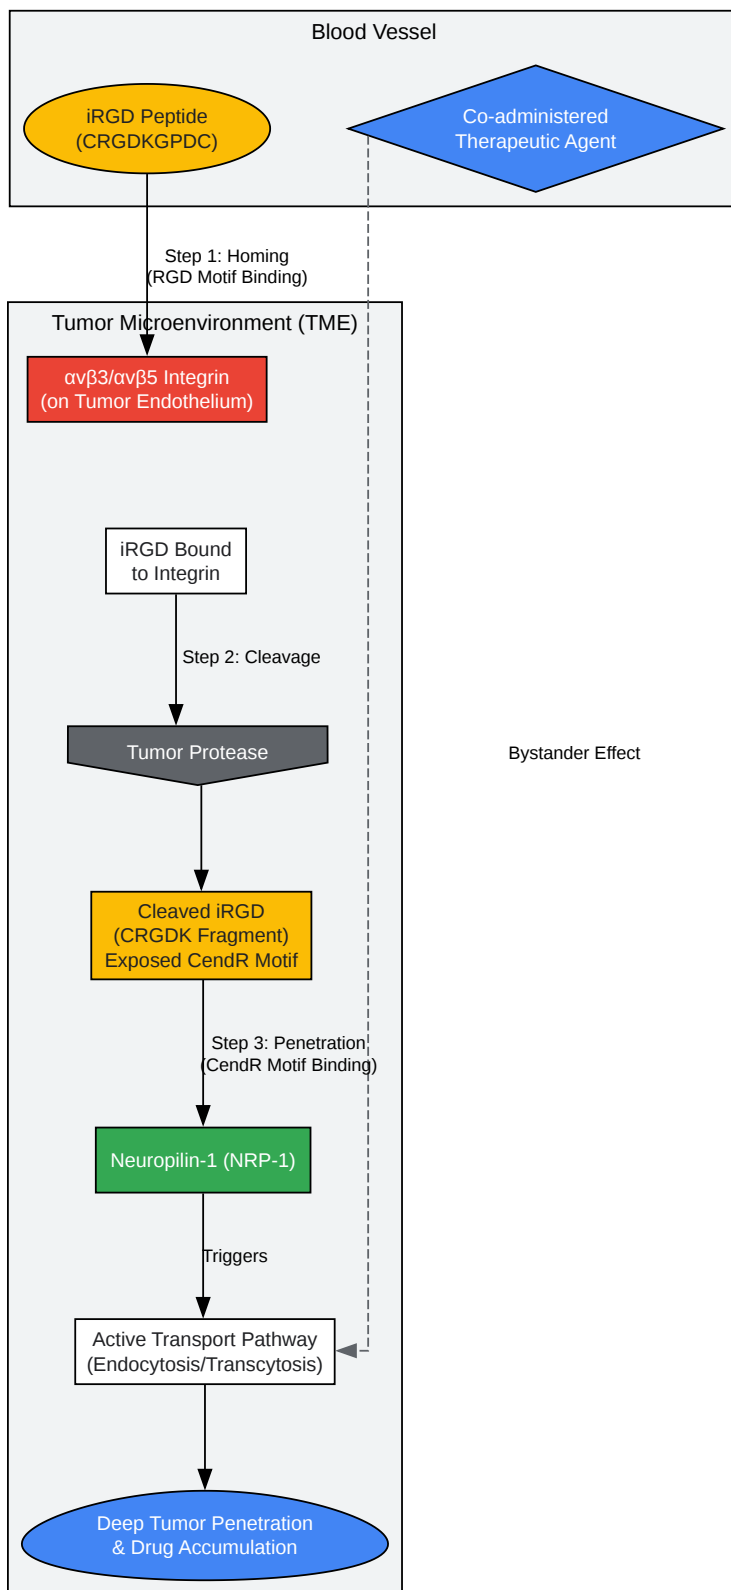 Blood Vessel
iRGD Peptide
(CRGDKGPDC)
Co-administered
Therapeutic Agent
Step 1: Homing
(RGD Motif Binding)
Tumor Microenvironment (TME)
αvβ3/αvβ5 Integrin
(on Tumor Endothelium)
iRGD Bound
to Integrin
Step 2: Cleavage
Tumor Protease
Bystander Effect
Cleaved iRGD
(CRGDK Fragment)
Exposed CendR Motif
Step 3: Penetration
(CendR Motif Binding)
Neuropilin-1 (NRP-1)
Triggers
Active Transport Pathway
(Endocytosis/Transcytosis)
Deep Tumor Penetration
& Drug Accumulation